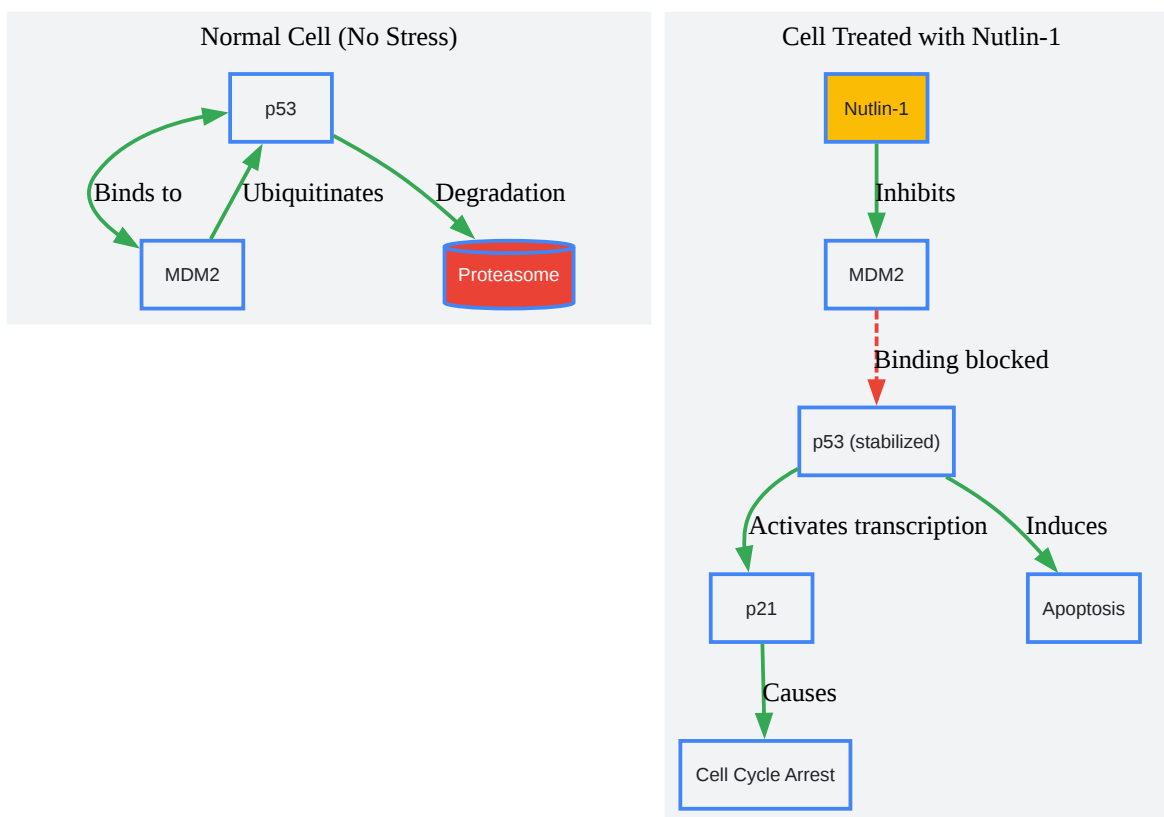 Normal Cell (No Stress)
p53
Binds to
Ubiquitinates
Degradation
MDM2
Proteasome
Cell Treated with Nutlin-1
Nutlin-1
Inhibits
MDM2
Binding blocked
p53 (stabilized)
Activates transcription
Induces
p21
Apoptosis
Causes
Cell Cycle Arrest